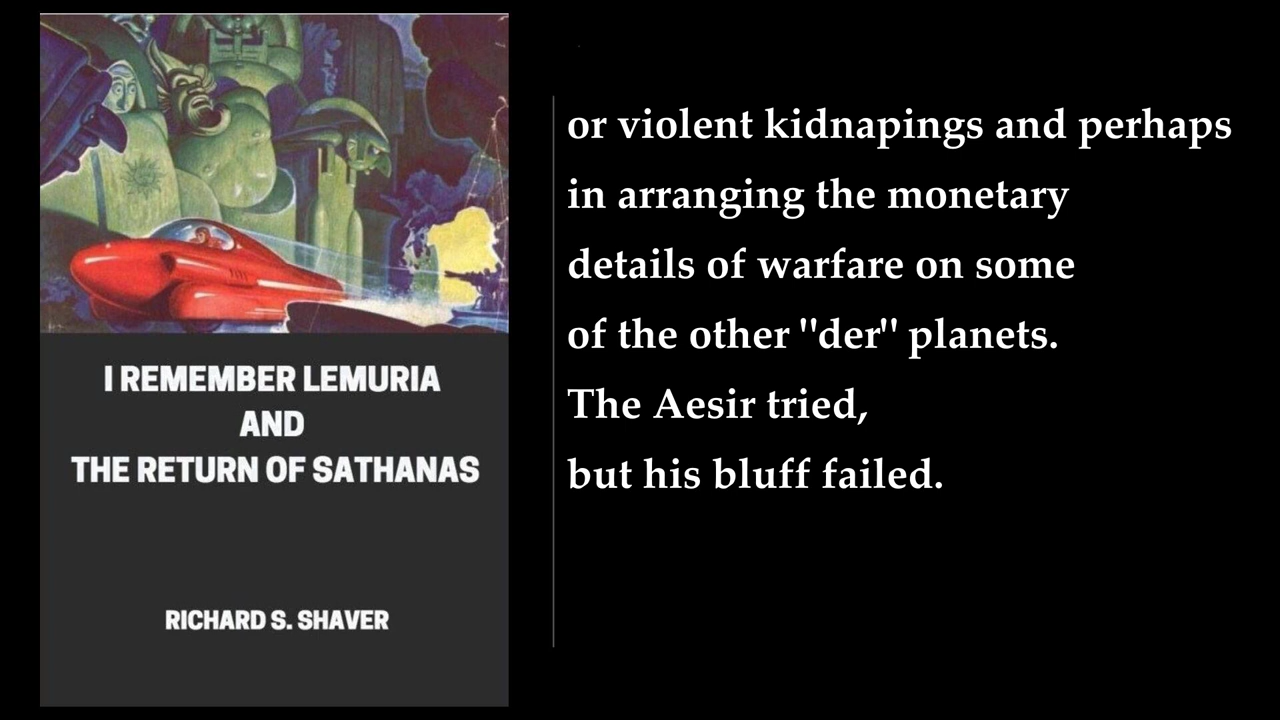 I REMEMBER LEMURIA
AND
THE RETURN OF SATHANAS
RICHARD S. SHAVER
or violent kidnapings and perhaps
in arranging the monetary
details of warfare on some
of the other "der" planets.
The Aesir tried,
but his bluff failed.